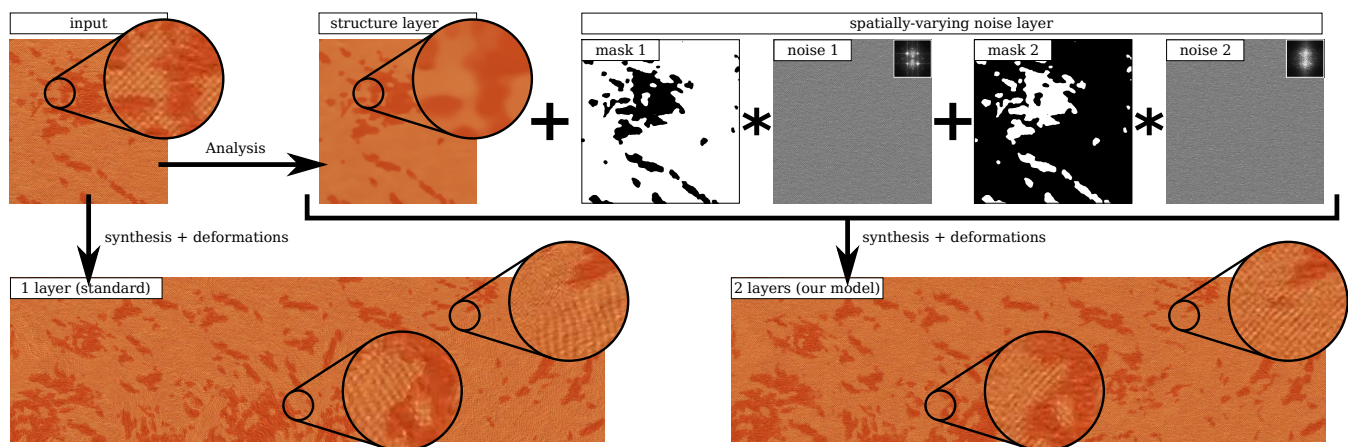 input
structure layer
spatially-varying noise layer
mask 1
noise 1
mask 2
noise 2
+
*
+
*
Analysis
synthesis + deformations
synthesis + deformations
1 layer (standard)
2 layers (our model)